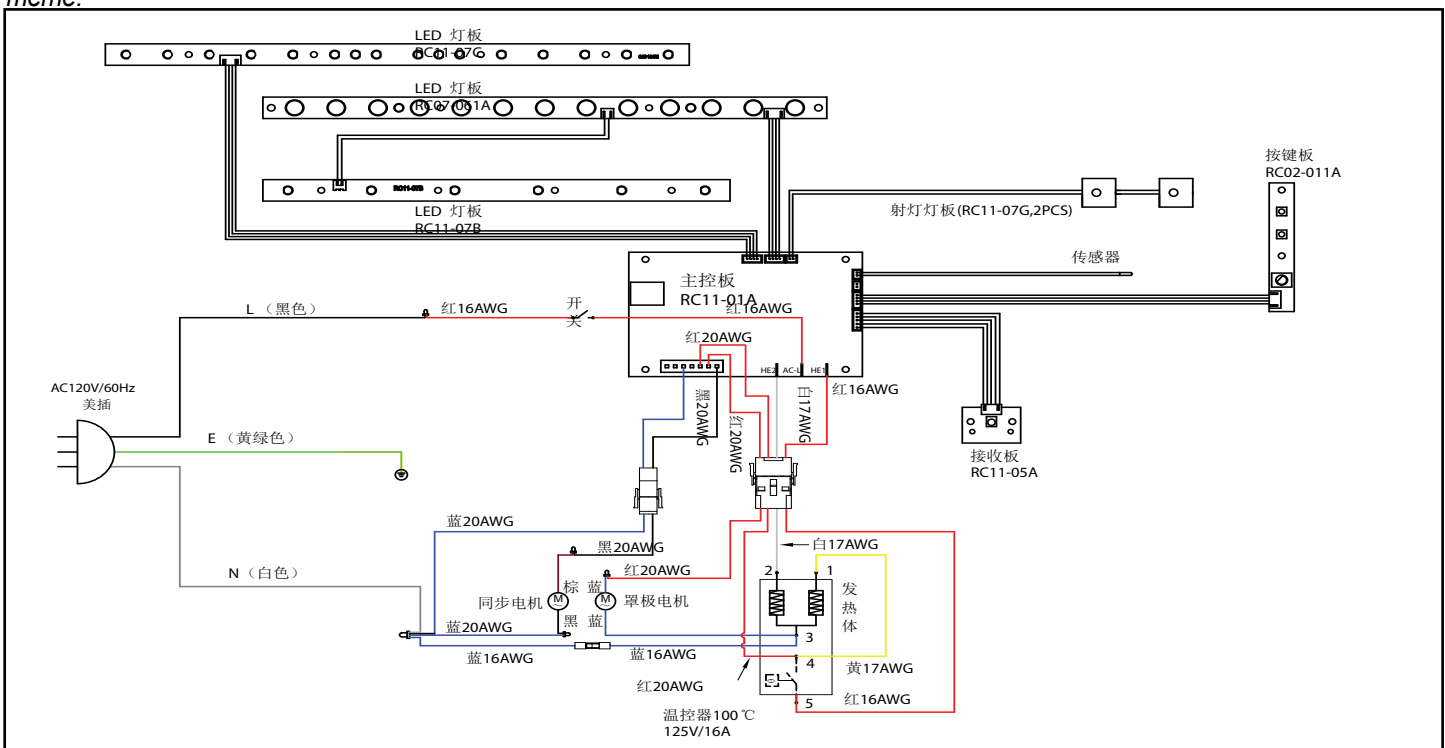 meme.
LED 灯板
RC11-07C
LED 灯板
RC07-061A
RC11-07B
LED 灯板
RC11-07B
按键板
RC02-011A
射灯灯板(RC11-07G,2PCS)
传感器
主控板
RC11-01A
L （黑色）
红16AWG
开
关
红16AWG
红20AWG
HE2
AC-L
HE1
红16AWG
AC120V/60Hz
美插
黑20AWG
红20AWG
白17AWG
E （黄绿色）
接收板
RC11-05A
蓝20AWG
黑20AWG
白17AWG
N （白色）
红20AWG
2
1
棕
蓝
发
热
体
同步电机
M
M
罩极电机
黑
蓝
蓝20AWG
3
蓝16AWG
蓝16AWG
4
黄17AWG
红20AWG
5
红16AWG
温控器100 ℃
125V/16A